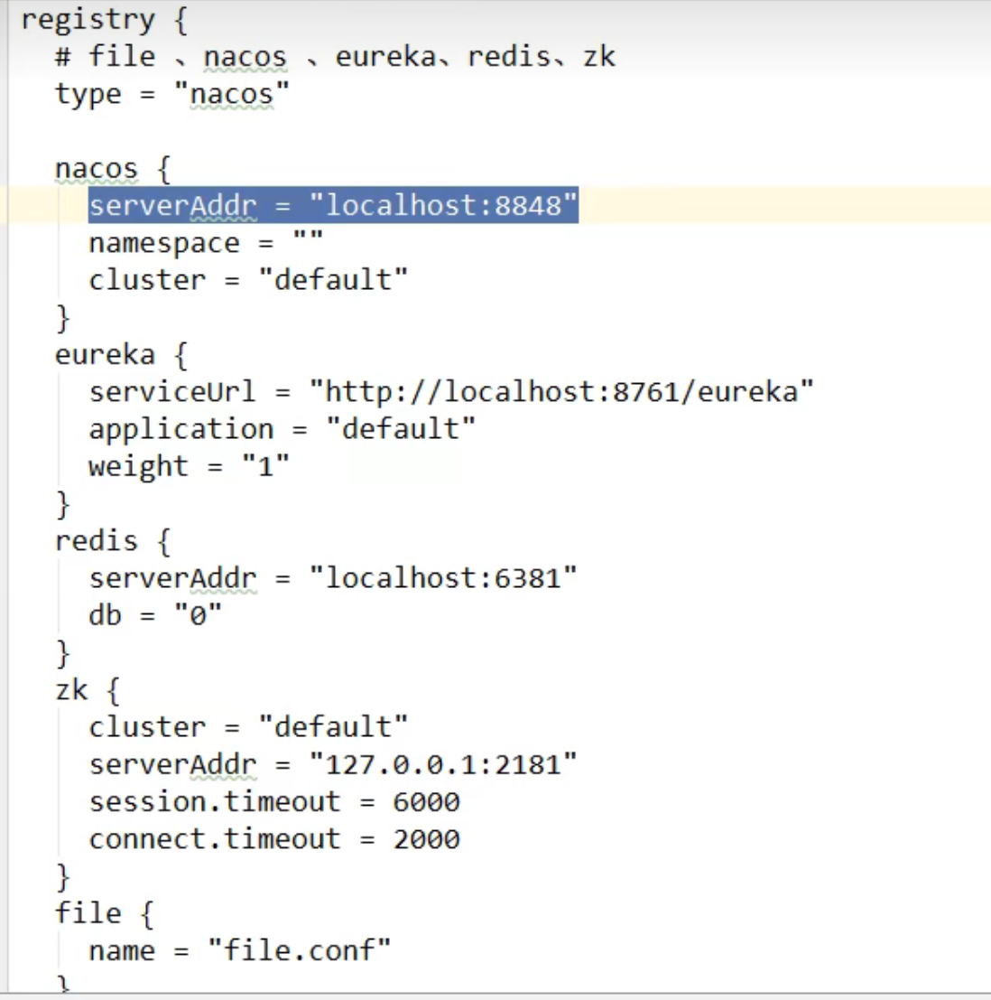 registry {
  # file 、nacos 、eureka、redis、zk
  type = "nacos"

  nacos {
    serverAddr = "localhost:8848"
    namespace = ""
    cluster = "default"
  }
  eureka {
    serviceUrl = "http://localhost:8761/eureka"
    application = "default"
    weight = "1"
  }
  redis {
    serverAddr = "localhost:6381"
    db = "0"
  }
  zk {
    cluster = "default"
    serverAddr = "127.0.0.1:2181"
    session.timeout = 6000
    connect.timeout = 2000
  }
  file {
    name = "file.conf"
  }